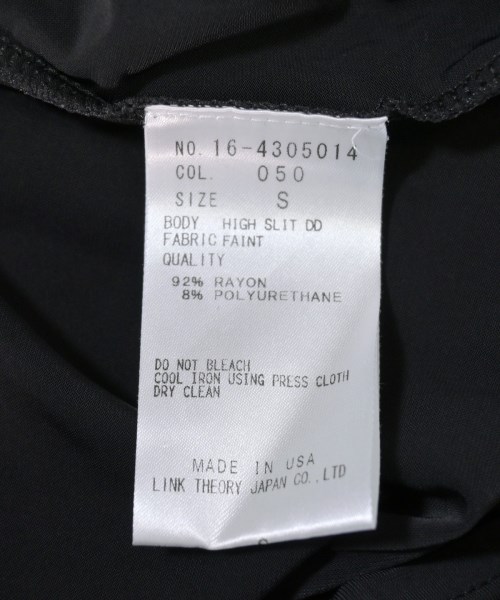 NO. 16-4305014
COL. 050
SIZE S
BODY HIGH SLIT DD
FABRIC FAINT
QUALITY
92% RAYON
8% POLYURETHANE
DO NOT BLEACH
COOL IRON USING PRESS CLOTH
DRY CLEAN
MADE IN USA
LINK THEORY JAPAN CO.,LTD